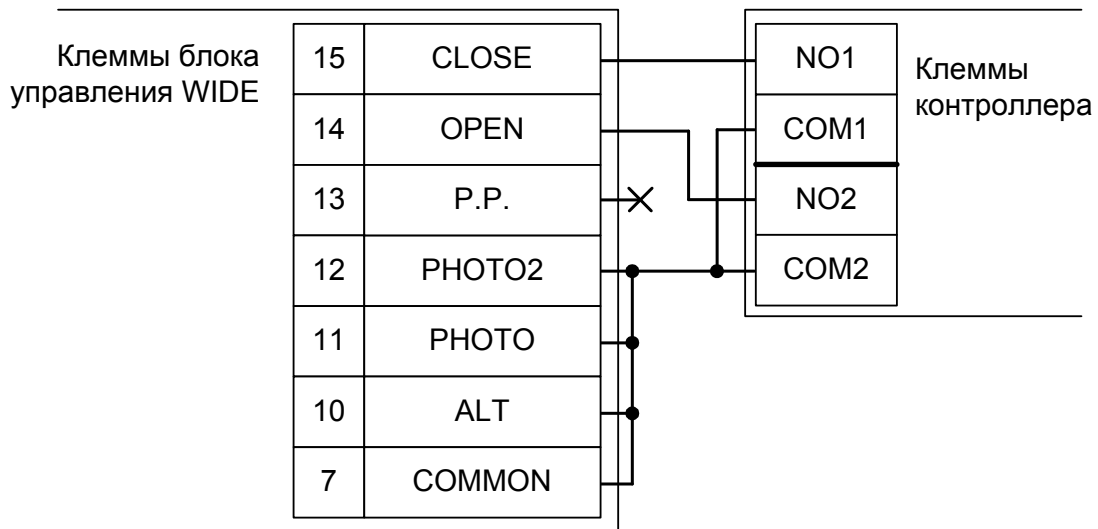 Клеммы блока
управления WIDE
15 CLOSE
14 OPEN
13 P.P.
12 PHOTO2
11 PHOTO
10 ALT
7 COMMON
NO1
COM1
NO2
COM2
Клеммы
контроллера